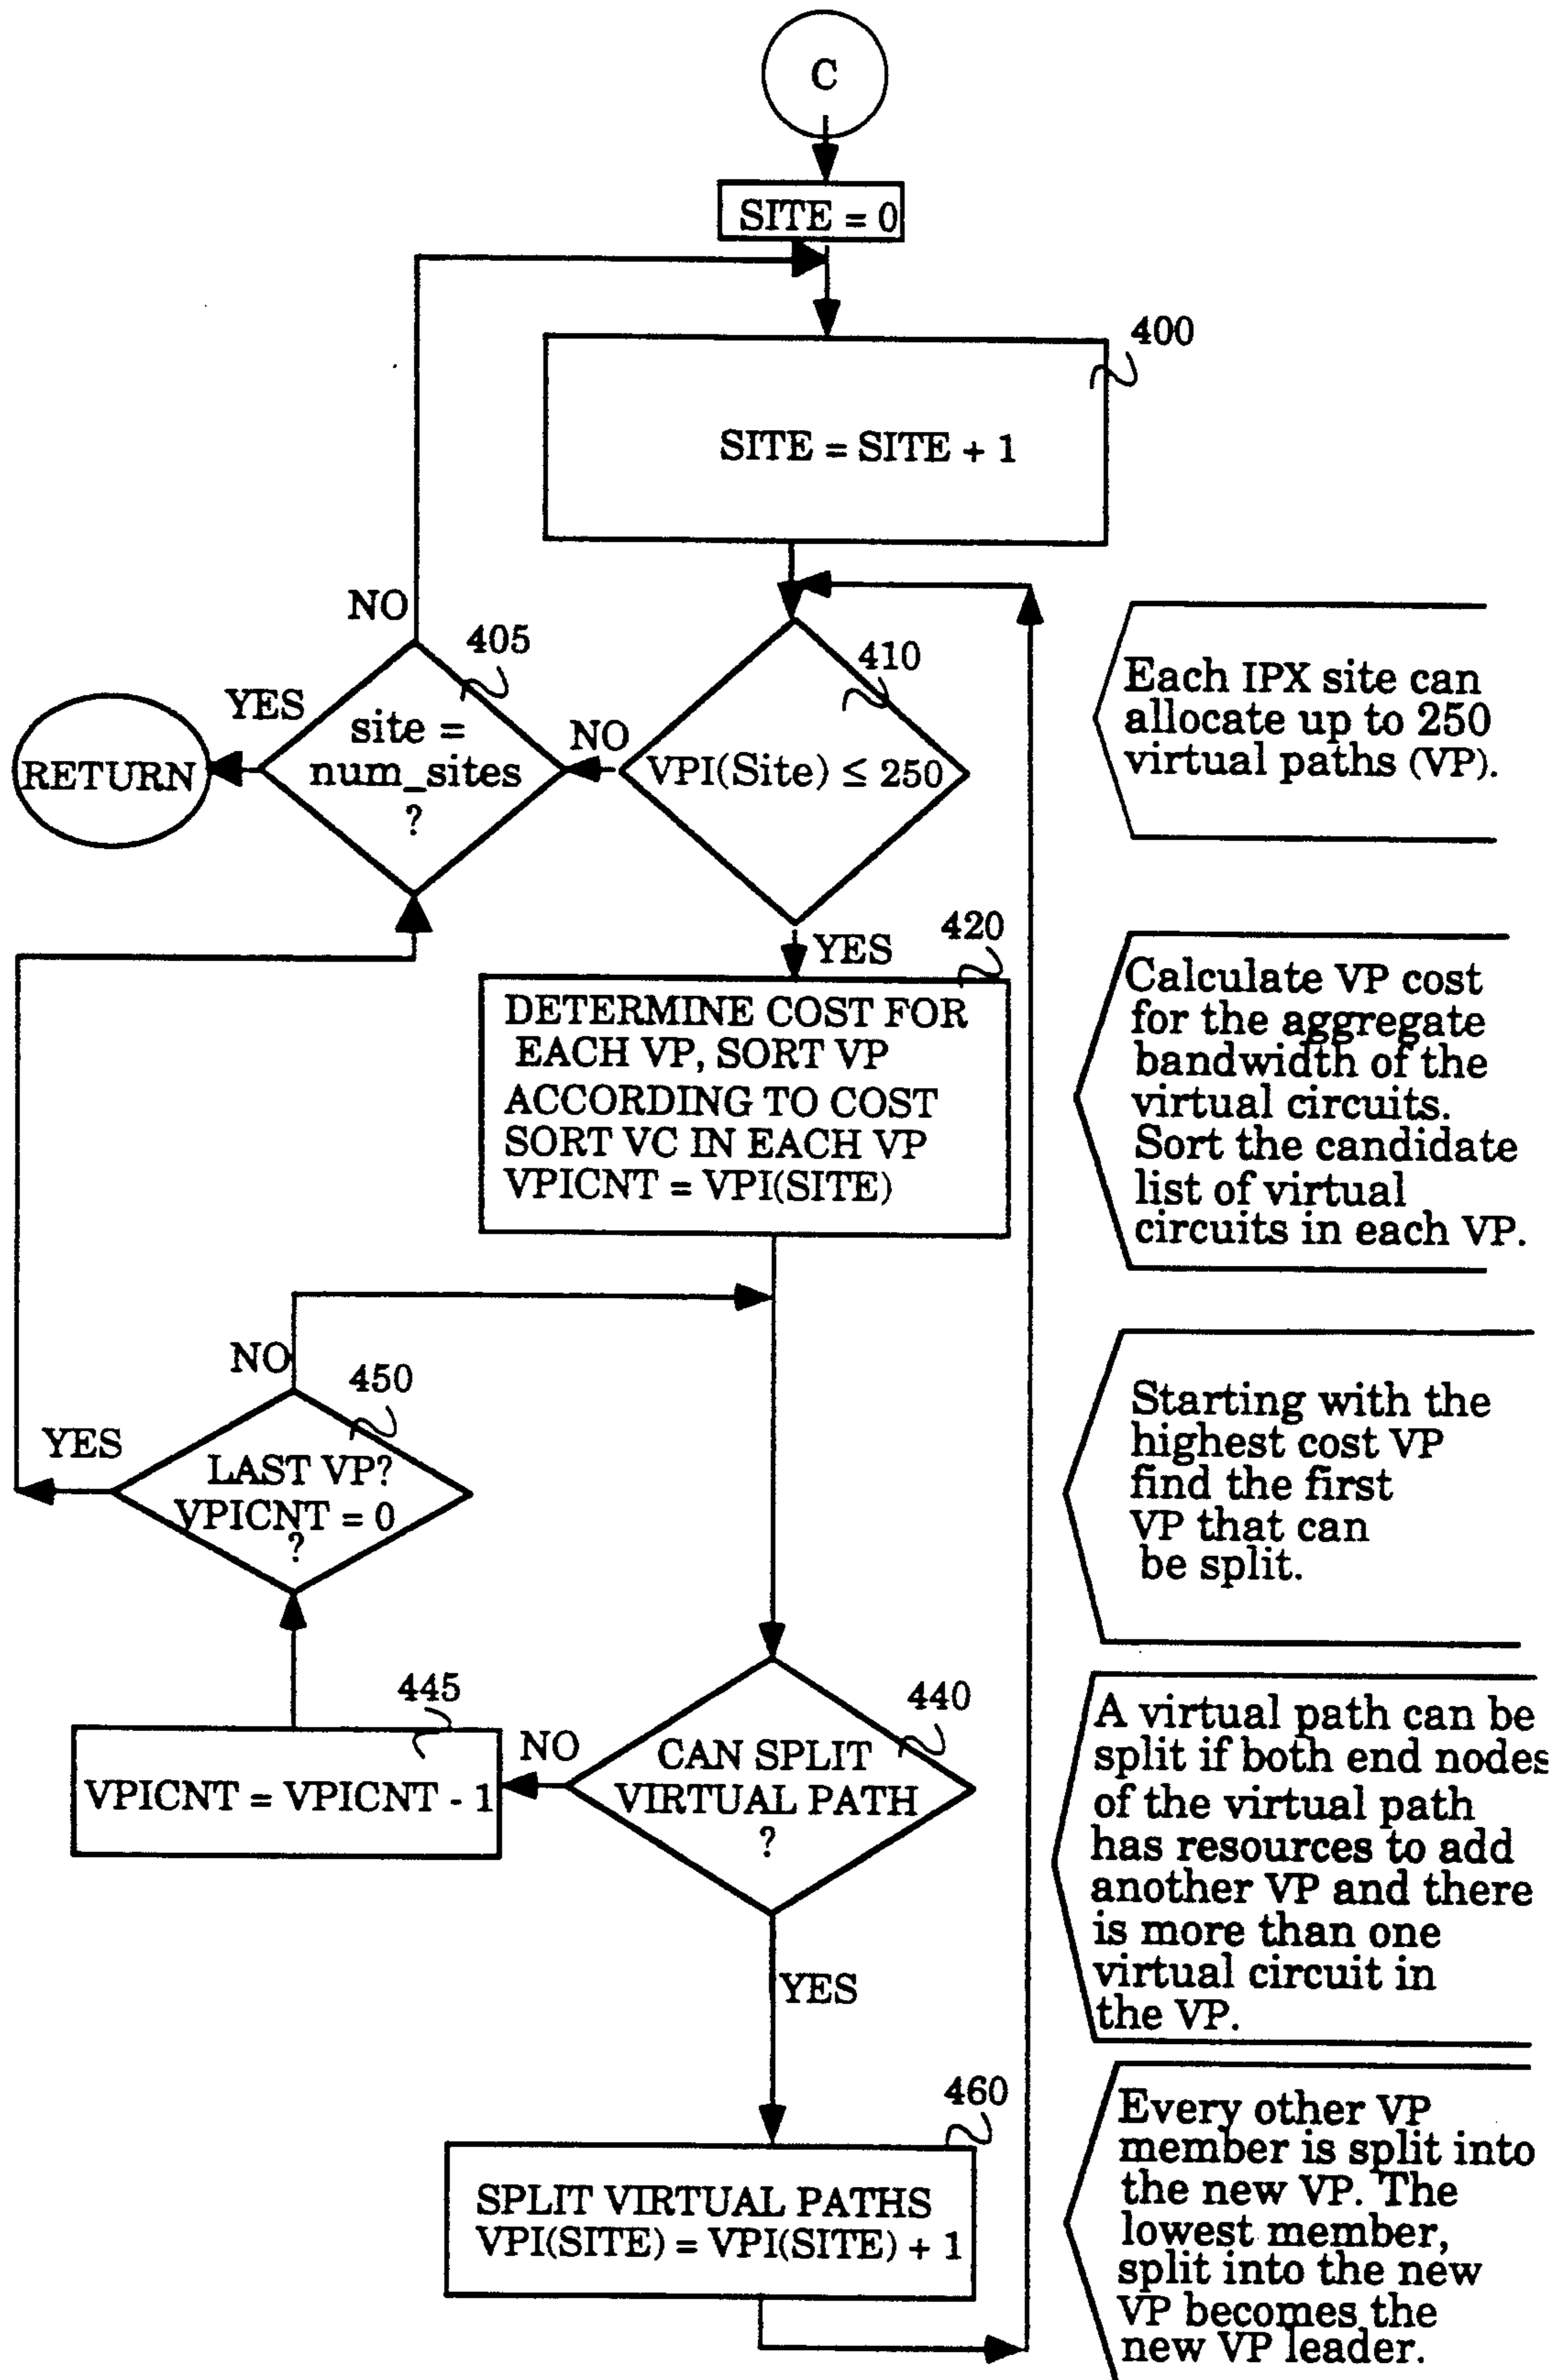 C
SITE = 0
400
SITE = SITE + 1
NO
405
410
YES
site =
num_sites
?
NO
VPI(Site) ≤ 250
RETURN
Each IPX site can
allocate up to 250
virtual paths (VP).
YES
420
DETERMINE COST FOR
EACH VP, SORT VP
ACCORDING TO COST
SORT VC IN EACH VP
VPICNT = VPI(SITE)
Calculate VP cost
for the aggregate
bandwidth of the
virtual circuits.
Sort the candidate
list of virtual
circuits in each VP.
NO
450
YES
LAST VP?
VPICNT = 0
?
Starting with the
highest cost VP
find the first
VP that can
be split.
445
VPICNT = VPICNT - 1
NO
440
CAN SPLIT
VIRTUAL PATH
?
A virtual path can be
split if both end nodes
of the virtual path
has resources to add
another VP and there
is more than one
virtual circuit in
the VP.
YES
460
SPLIT VIRTUAL PATHS
VPI(SITE) = VPI(SITE) + 1
Every other VP
member is split into
the new VP. The
lowest member,
split into the new
VP becomes the
new VP leader.